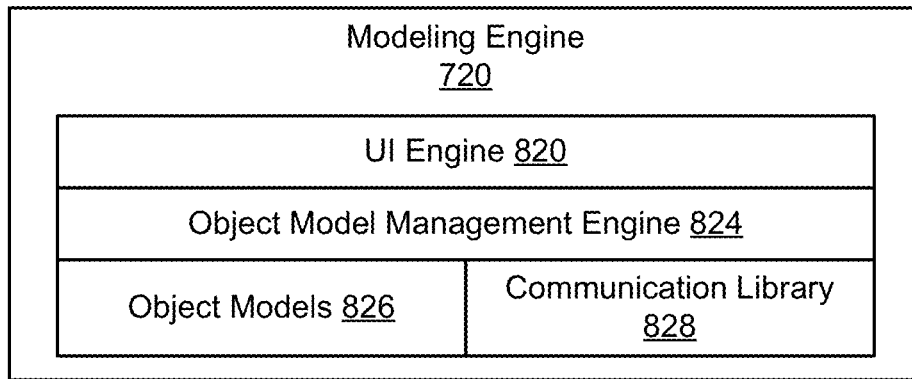 Modeling Engine
720
UI Engine 820
Object Model Management Engine 824
Object Models 826
Communication Library
828